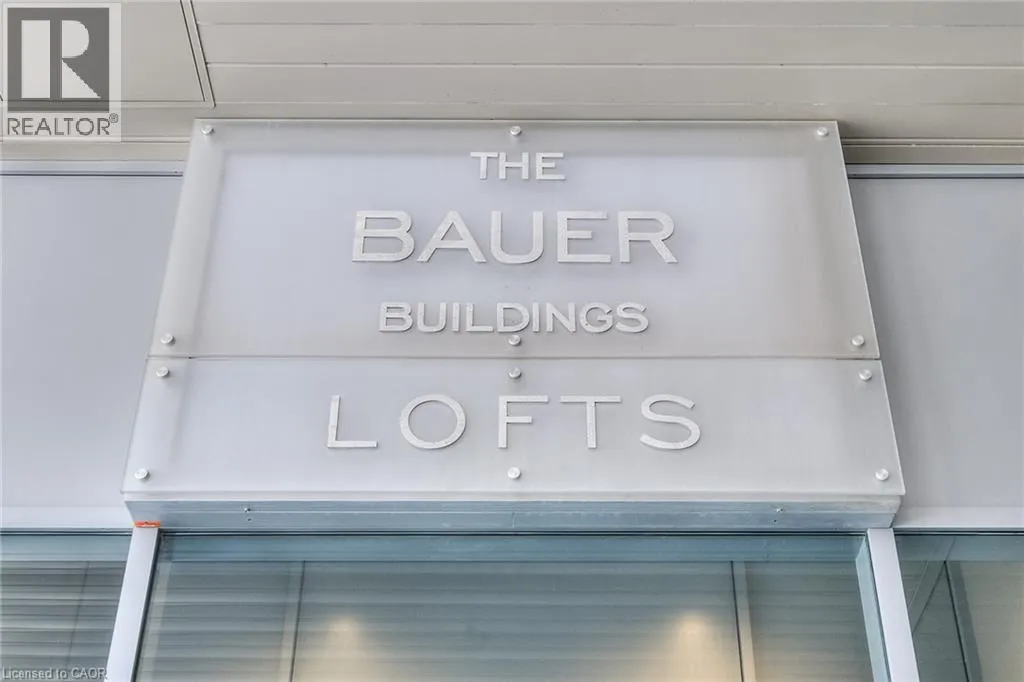 R
REALTOR®
THE
BAUER
BUILDINGS
LOFTS
Licensed to CAOR